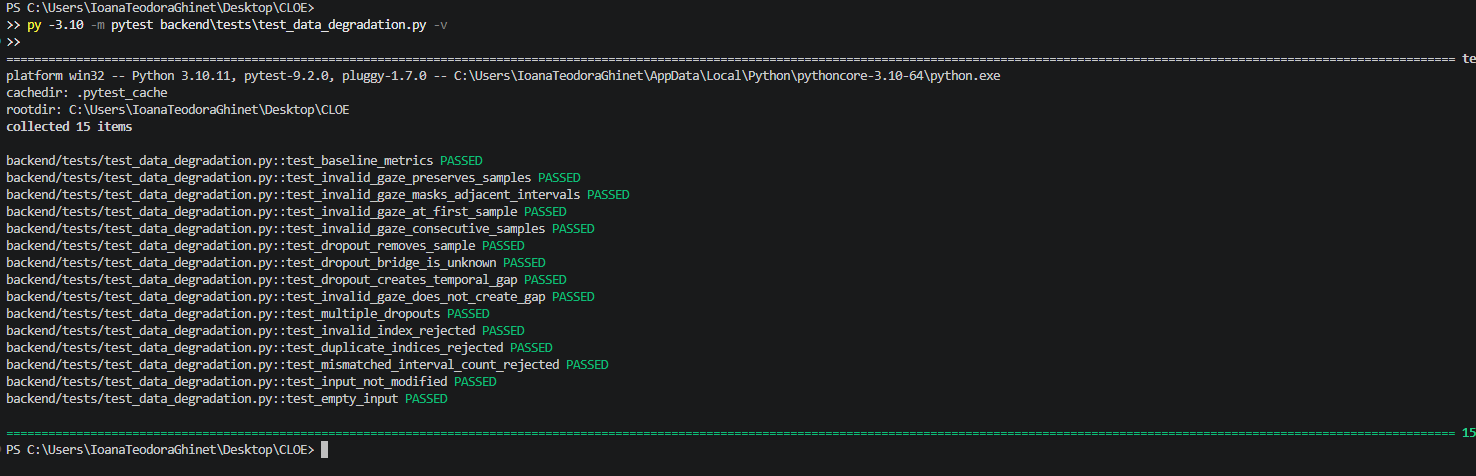 PS C:\Users\IoanaTeodoraGhinet\Desktop\CLOE>
>> py -3.10 -m pytest backend\tests\test_data_degradation.py -v
>>
te
platform win32 -- Python 3.10.11, pytest-9.2.0, pluggy-1.7.0 -- C:\Users\IoanaTeodoraGhinet\AppData\Local\Python\pythoncore-3.10-64\python.exe
cachedir: .pytest_cache
rootdir: C:\Users\IoanaTeodoraGhinet\Desktop\CLOE
collected 15 items
backend/tests/test_data_degradation.py::test_baseline_metrics PASSED
backend/tests/test_data_degradation.py::test_invalid_gaze_preserves_samples PASSED
backend/tests/test_data_degradation.py::test_invalid_gaze_masks_adjacent_intervals PASSED
backend/tests/test_data_degradation.py::test_invalid_gaze_at_first_sample PASSED
backend/tests/test_data_degradation.py::test_invalid_gaze_consecutive_samples PASSED
backend/tests/test_data_degradation.py::test_dropout_removes_sample PASSED
backend/tests/test_data_degradation.py::test_dropout_bridge_is_unknown PASSED
backend/tests/test_data_degradation.py::test_dropout_creates_temporal_gap PASSED
backend/tests/test_data_degradation.py::test_invalid_gaze_does_not_create_gap PASSED
backend/tests/test_data_degradation.py::test_multiple_dropouts PASSED
backend/tests/test_data_degradation.py::test_invalid_index_rejected PASSED
backend/tests/test_data_degradation.py::test_duplicate_indices_rejected PASSED
backend/tests/test_data_degradation.py::test_mismatched_interval_count_rejected PASSED
backend/tests/test_data_degradation.py::test_input_not_modified PASSED
backend/tests/test_data_degradation.py::test_empty_input PASSED
15
PS C:\Users\IoanaTeodoraGhinet\Desktop\CLOE>